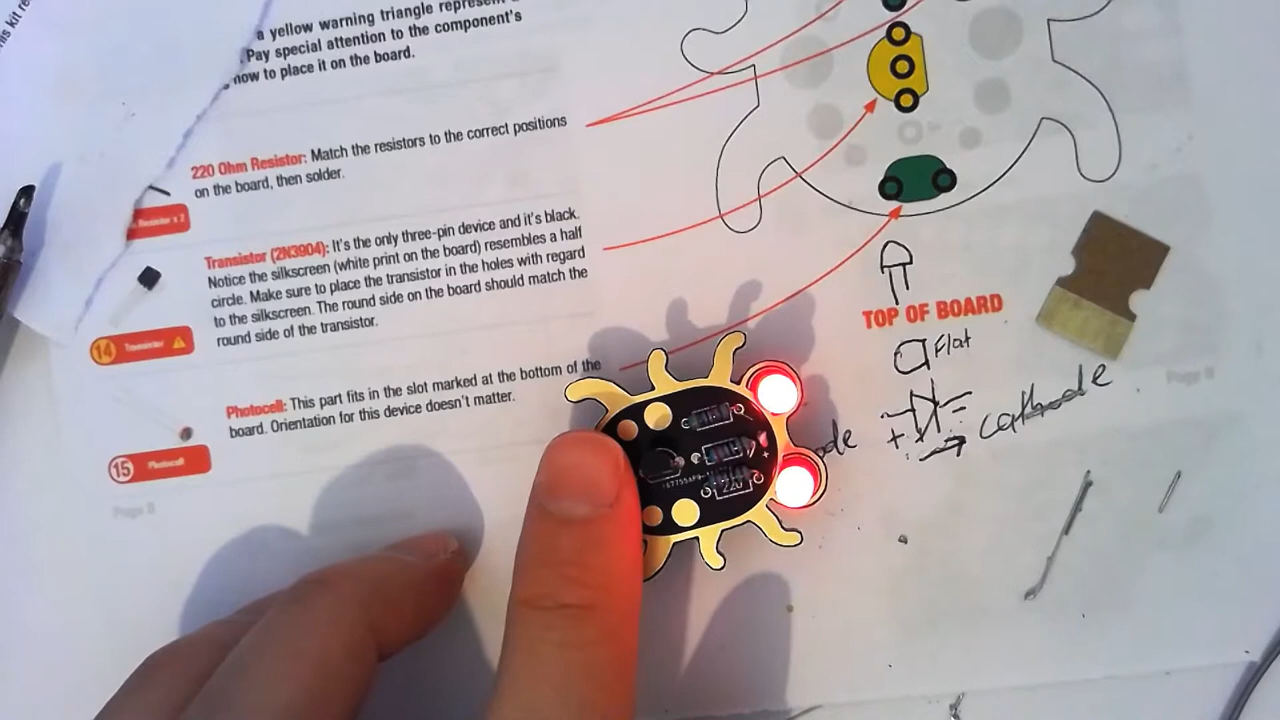 a yellow warning triangle
. Pay special attention to the component's
how to place it on the board.
220 Ohm Resistor: Match the resistors to the correct positions
on the board, then solder.
Resistor x 2
Transistor (2N3904): It's the only three-pin device and it's black.
Notice the silkscreen (white print on the board) resembles a half
circle. Make sure to place the transistor in the holes with regard
to the silkscreen. The round side on the board should match the
round side of the transistor.
14 Transistor
Photocell: This part fits in the slot marked at the bottom of the
board. Orientation for this device doesn't matter.
15 Photocell
Page 8
TOP OF BOARD
Flat
+ - cathode
ode
220
+